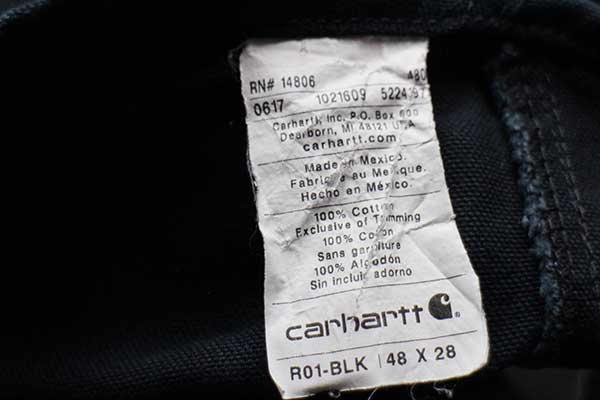 RN# 14806 480
0617 1021609 5224197
Carhartt, Inc. P.O. Box 600
Dearborn, MI 48121 U.S.A
carhartt.com
Made in Mexico.
Fabriqué au Mexique.
Hecho en México.
100% Cotton
Exclusive of Trimming
100% Coton
Sans garniture
100% Algodón
Sin incluir adorno
carhartt
R01-BLK | 48 X 28